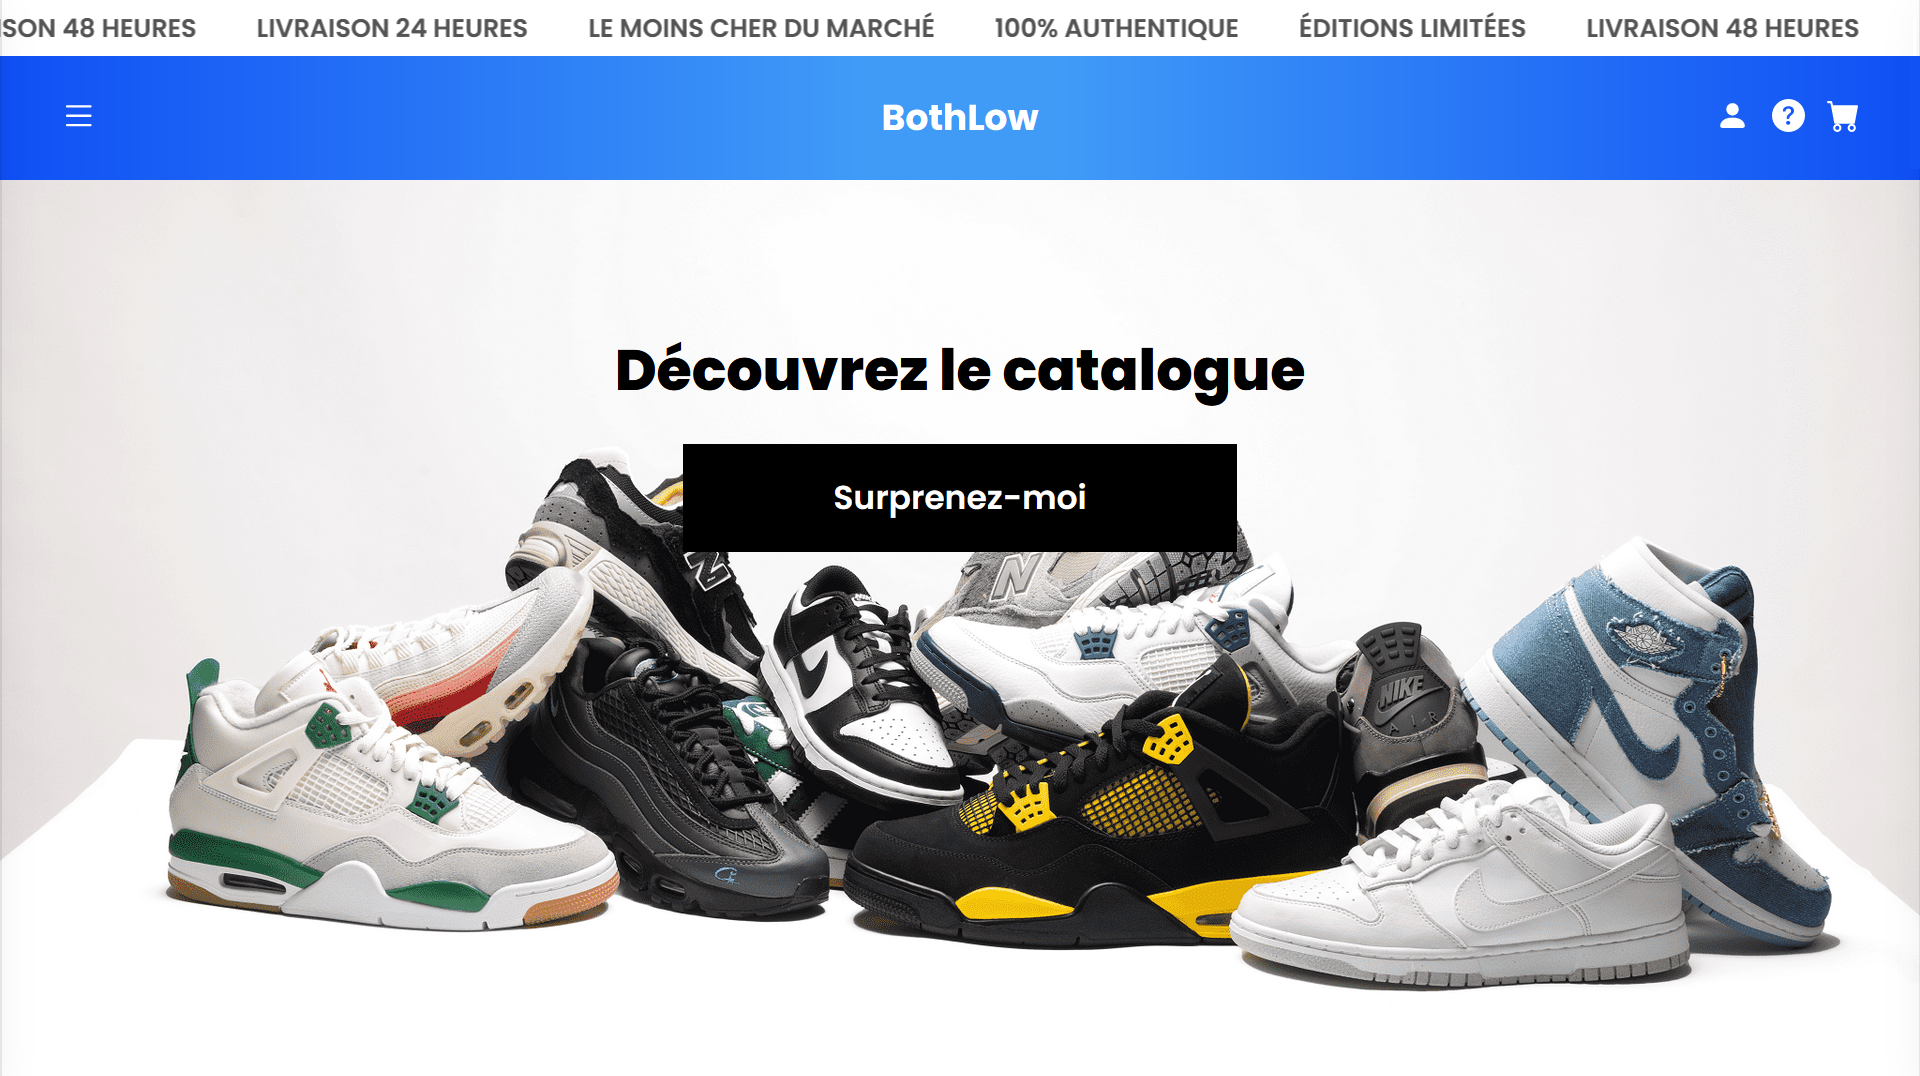 ISON 48 HEURES LIVRAISON 24 HEURES LE MOINS CHER DU MARCHÉ 100% AUTHENTIQUE ÉDITIONS LIMITÉES LIVRAISON 48 HEURES
BothLow
?
Découvrez le catalogue
Surprenez-moi
N
N
NIKE
AIR